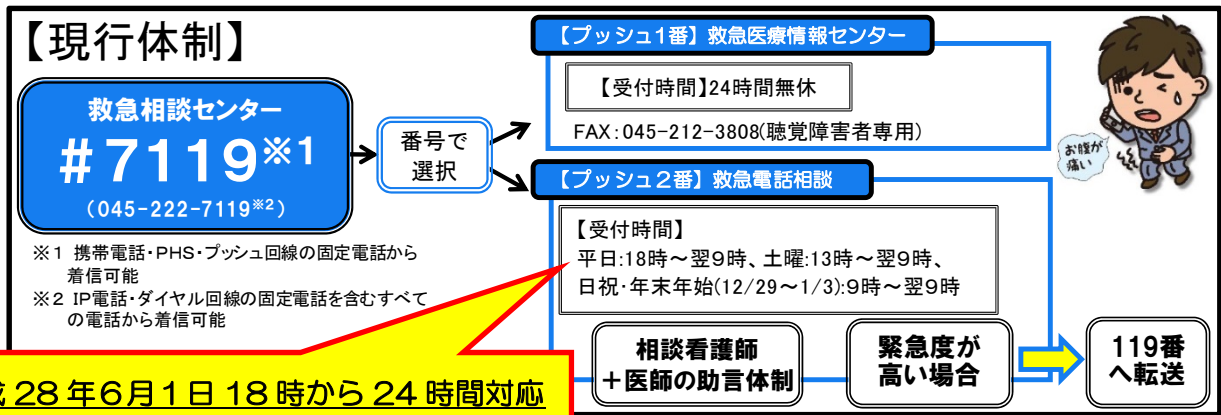 【現行体制】
救急相談センター
#7119※1
(045-222-7119※2)
※1 携帯電話・PHS・プッシュ回線の固定電話から
着信可能
※2 IP電話・ダイヤル回線の固定電話を含むすべて
の電話から着信可能
番号で
選択
【プッシュ1番】救急医療情報センター
【受付時間】24時間無休
FAX:045-212-3808(聴覚障害者専用)
お腹が
痛い
【プッシュ2番】救急電話相談
【受付時間】
平日:18時~翌9時、土曜:13時~翌9時、
日祝・年末年始(12/29~1/3):9時~翌9時
相談看護師
+医師の助言体制
緊急度が
高い場合
119番
へ転送
28年6月1日18時から24時間対応